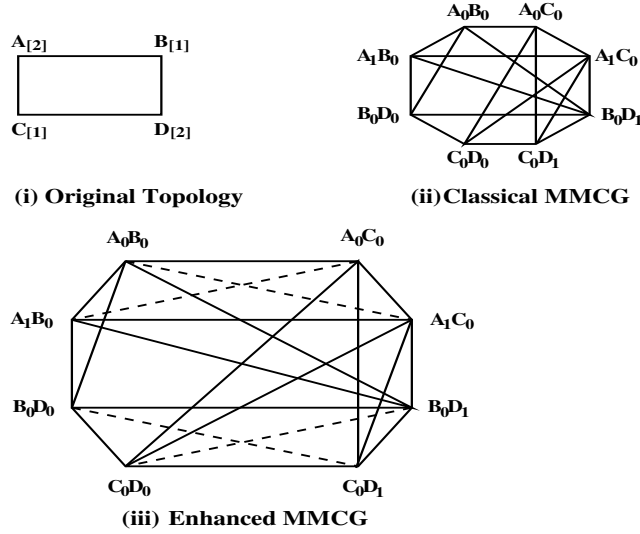 A[2] B[1]
C[1] D[2]
(i) Original Topology
A0B0 A0C0
A1B0 A1C0
B0D0 B0D1
C0D0 C0D1
(ii)Classical MMCG
A0B0 A0C0
A1B0 A1C0
B0D0 B0D1
C0D0 C0D1
(iii) Enhanced MMCG